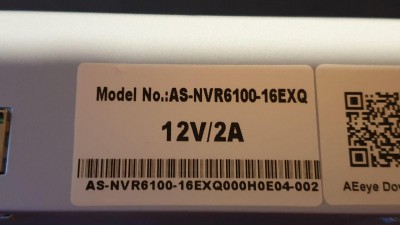 Model No.:AS-NVR6100-16EXQ
12V/2A
AS-NVR6100-16EXQ000H0E04-002
AEeye